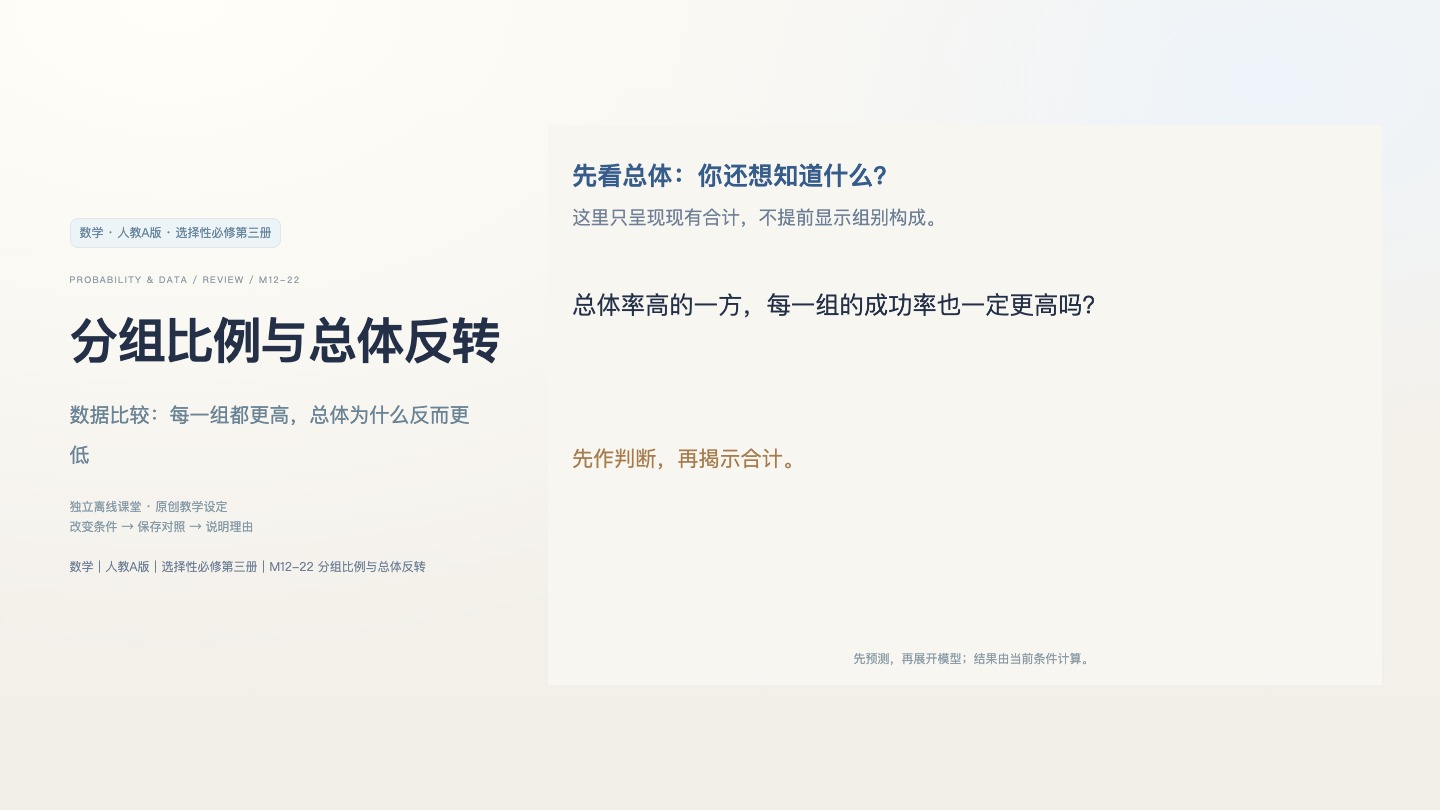 数学 · 人教A版 · 选择性必修第三册
PROBABILITY & DATA / REVIEW / M12-22
分组比例与总体反转
数据比较：每一组都更高，总体为什么反而更
低
独立离线课堂 · 原创教学设定
改变条件 → 保存对照 → 说明理由
数学｜人教A版｜选择性必修第三册｜M12-22 分组比例与总体反转
先看总体：你还想知道什么？
这里只呈现现有合计，不提前显示组别构成。
总体率高的一方，每一组的成功率也一定更高吗？
先作判断，再揭示合计。
先预测，再展开模型；结果由当前条件计算。